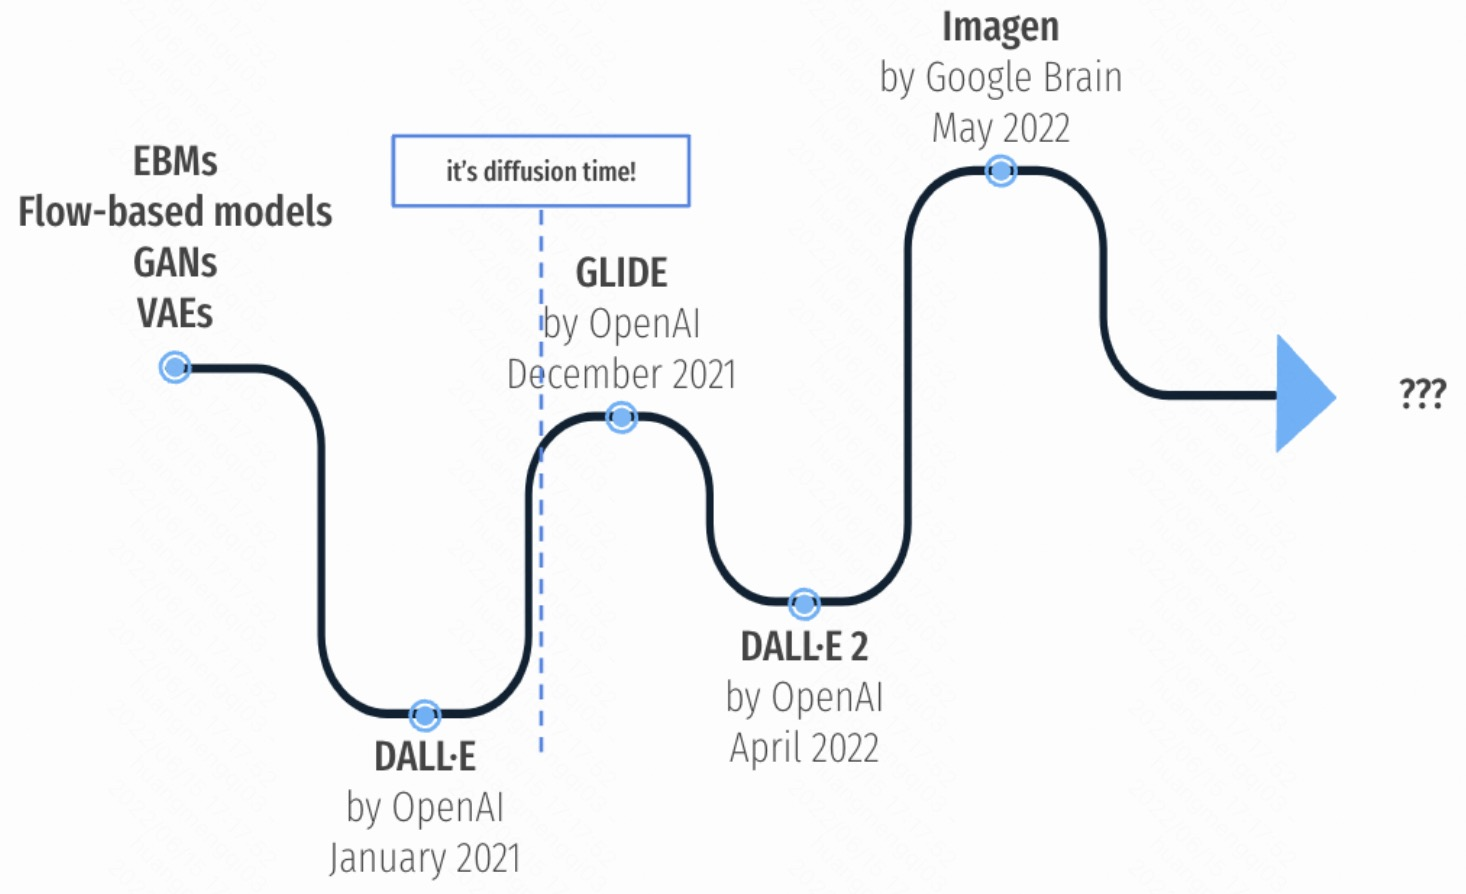 Imagen
by Google Brain
May 2022
EBMs
Flow-based models
GANs
VAEs
it's diffusion time!
GLIDE
by OpenAI
December 2021
???
DALL·E 2
by OpenAI
April 2022
DALL·E
by OpenAI
January 2021